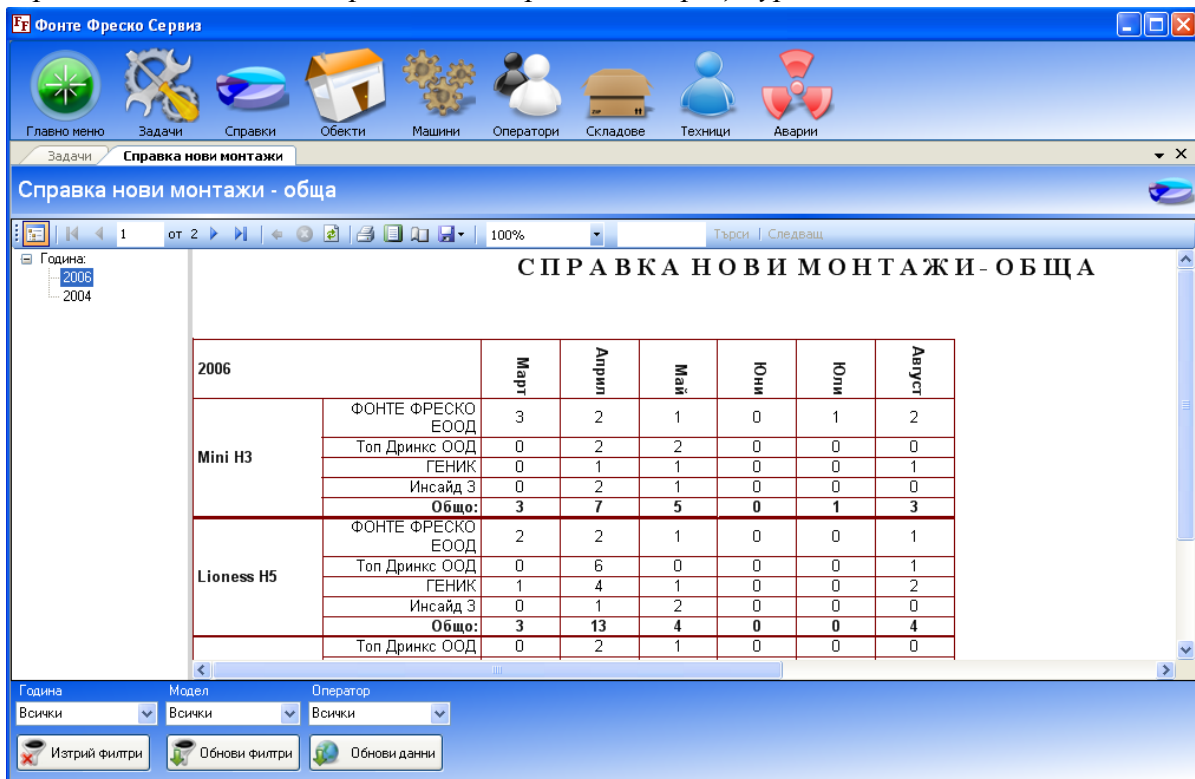 Фонте Фреско Сервиз
Главно меню Задачи Справки Обекти Машини Оператори Складове Техници Аварии
Задачи Справка нови монтажи
Справка нови монтажи - обща
1 от 2 100% Търси Следващ
Година:
2006
2004
СПРАВКА НОВИ МОНТАЖИ-ОБЩА
2006 Март Април Май Юни Юли Август
Mini H3
ФОНТЕ ФРЕСКО
ЕООД 3 2 1 0 1 2
Топ Дринкс ООД 0 2 2 0 0 0
ГЕНИК 0 1 1 0 0 1
Инсайд 3 0 2 1 0 0 0
Общо: 3 7 5 0 1 3
Lioness H5
ФОНТЕ ФРЕСКО
ЕООД 2 2 1 0 0 1
Топ Дринкс ООД 0 6 0 0 0 1
ГЕНИК 1 4 1 0 0 2
Инсайд 3 0 1 2 0 0 0
Общо: 3 13 4 0 0 4
Топ Дринкс ООД 0 2 1 0 0 0
Година Модел Оператор
Всички Всички Всички
Изтрий филтри Обнови филтри Обнови данни